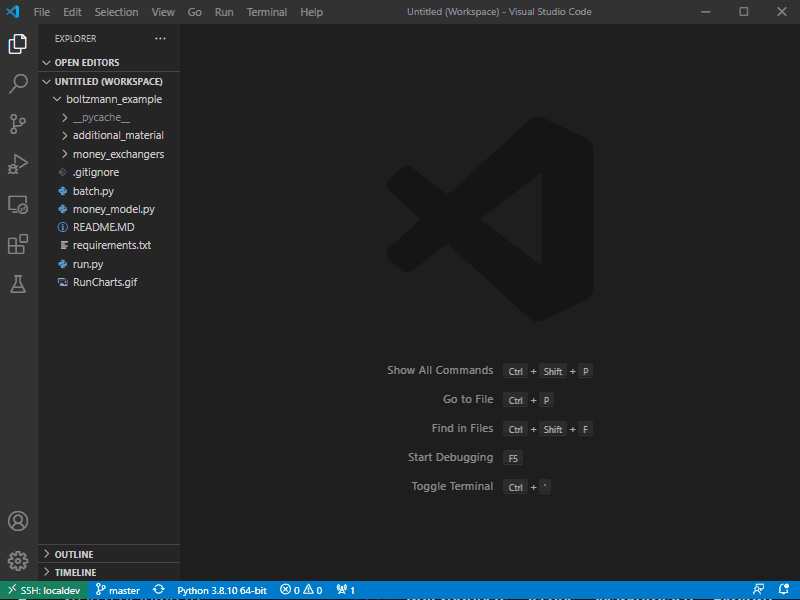 File Edit Selection View Go Run Terminal Help Untitled (Workspace) - Visual Studio Code
EXPLORER
OPEN EDITORS
UNTITLED (WORKSPACE)
boltzmann_example
__pycache__
additional_material
money_exchangers
.gitignore
batch.py
money_model.py
README.MD
requirements.txt
run.py
RunCharts.gif
Show All Commands Ctrl + Shift + P
Go to File Ctrl + P
Find in Files Ctrl + Shift + F
Start Debugging F5
Toggle Terminal Ctrl + `
OUTLINE
TIMELINE
SSH: localdev master Python 3.8.10 64-bit 0 0 1